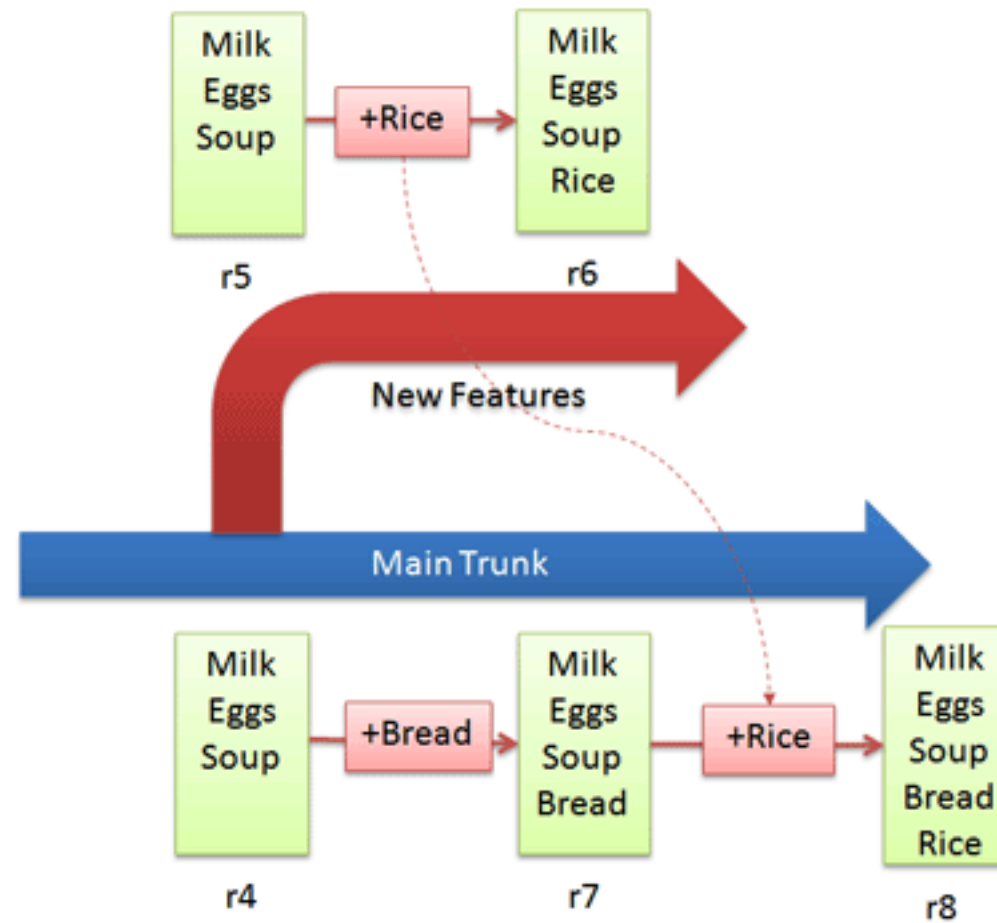 Milk
Eggs
Soup
+Rice
Milk
Eggs
Soup
Rice
r5
r6
New Features
Main Trunk
Milk
Eggs
Soup
+Bread
Milk
Eggs
Soup
Bread
+Rice
Milk
Eggs
Soup
Bread
Rice
r4
r7
r8